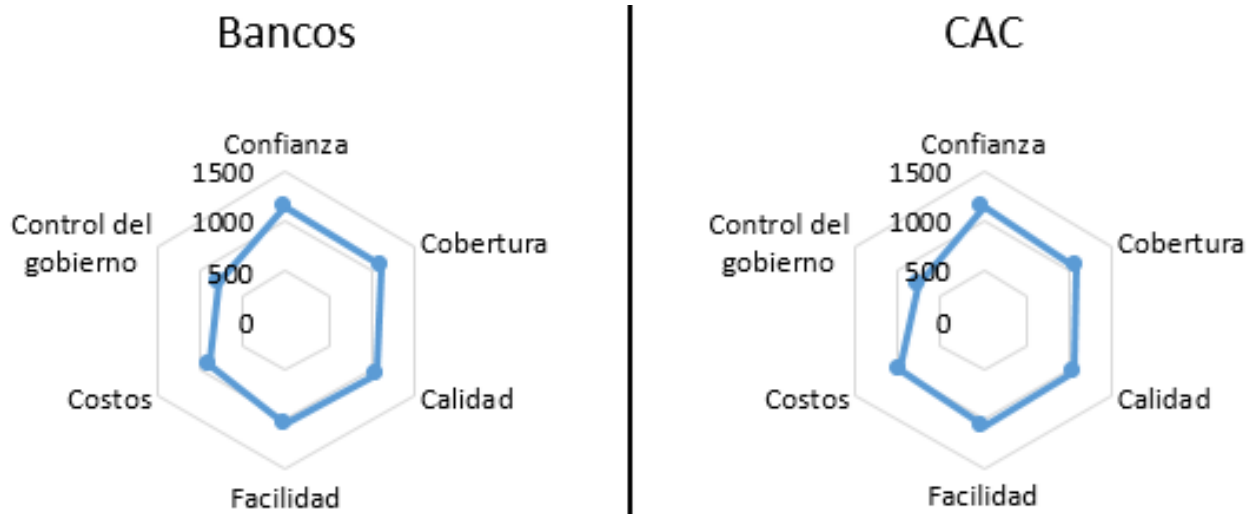 Bancos
Confianza
1500
1000
500
0
Control del
gobierno
Cobertura
Costos
Calidad
Facilidad
CAC
Confianza
1500
1000
500
0
Control del
gobierno
Cobertura
Costos
Calidad
Facilidad